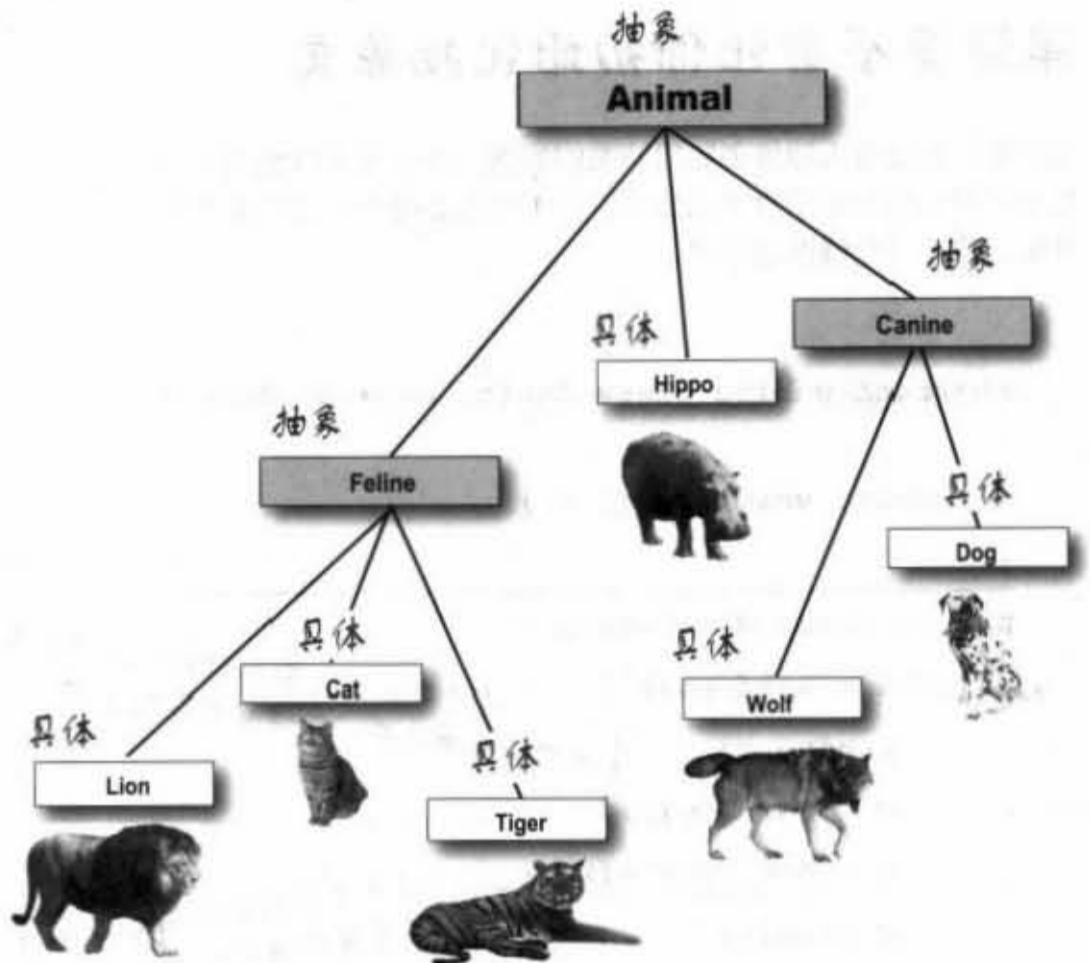 抽象
Animal
抽象
Canine
具体
Hippo
抽象
Feline
具体
Dog
具体
Cat
具体
Wolf
具体
Lion
具体
Tiger